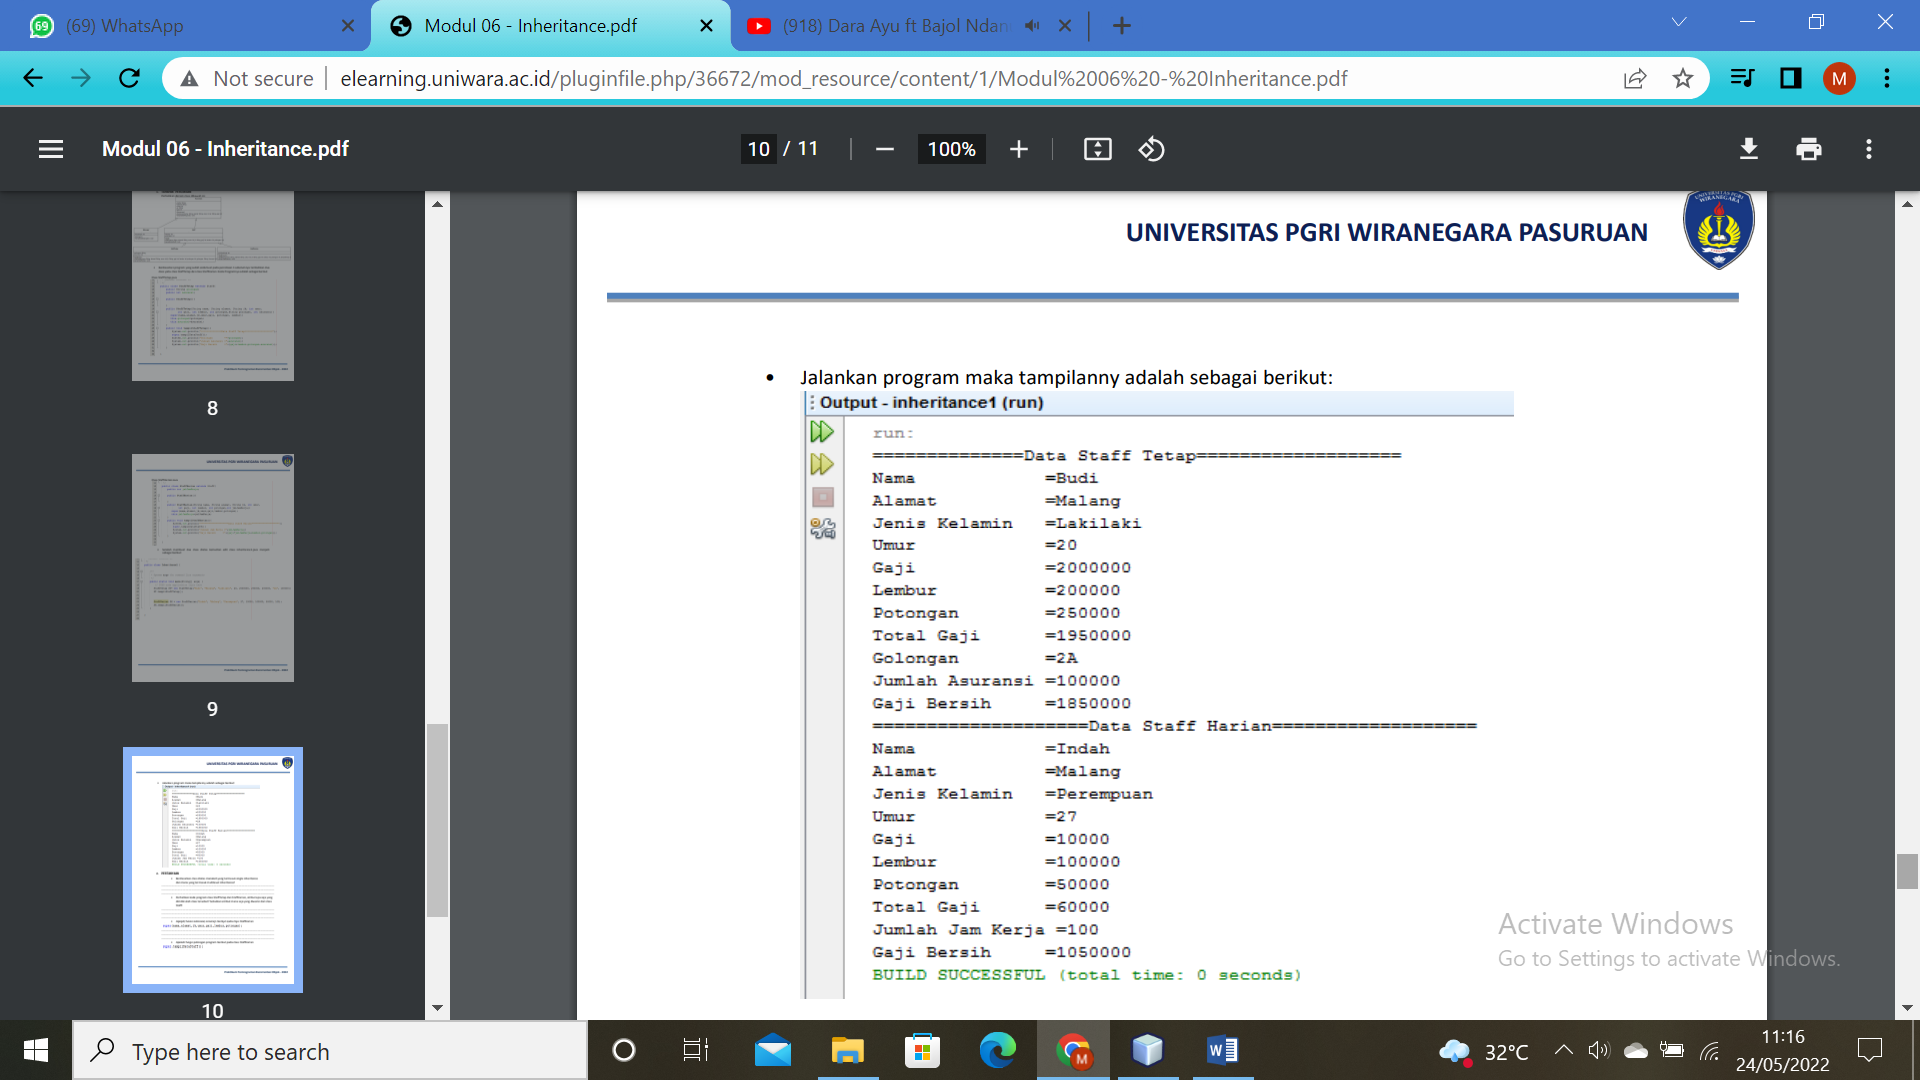 (69) WhatsApp
Modul 06 - Inheritance.pdf
(918) Dara Ayu ft Bajol Ndan
Not secure
elearning.uniwara.ac.id/pluginfile.php/36672/mod_resource/content/1/Modul%2006%20-%20Inheritance.pdf
M
Modul 06 - Inheritance.pdf
10 / 11
100%
8
9
10
UNIVERSITAS PGRI WIRANEGARA PASURUAN
• Jalankan program maka tampilanny adalah sebagai berikut:
Output - inheritance1 (run)
run:
==============Data Staff Tetap===================
Nama =Budi
Alamat =Malang
Jenis Kelamin =Lakilaki
Umur =20
Gaji =2000000
Lembur =200000
Potongan =250000
Total Gaji =1950000
Golongan =2A
Jumlah Asuransi =100000
Gaji Bersih =1850000
====================Data Staff Harian===================
Nama =Indah
Alamat =Malang
Jenis Kelamin =Perempuan
Umur =27
Gaji =10000
Lembur =100000
Potongan =50000
Total Gaji =60000
Jumlah Jam Kerja =100
Gaji Bersih =1050000
BUILD SUCCESSFUL (total time: 0 seconds)
Activate Windows
Go to Settings to activate Windows.
Type here to search
32°C
11:16
24/05/2022